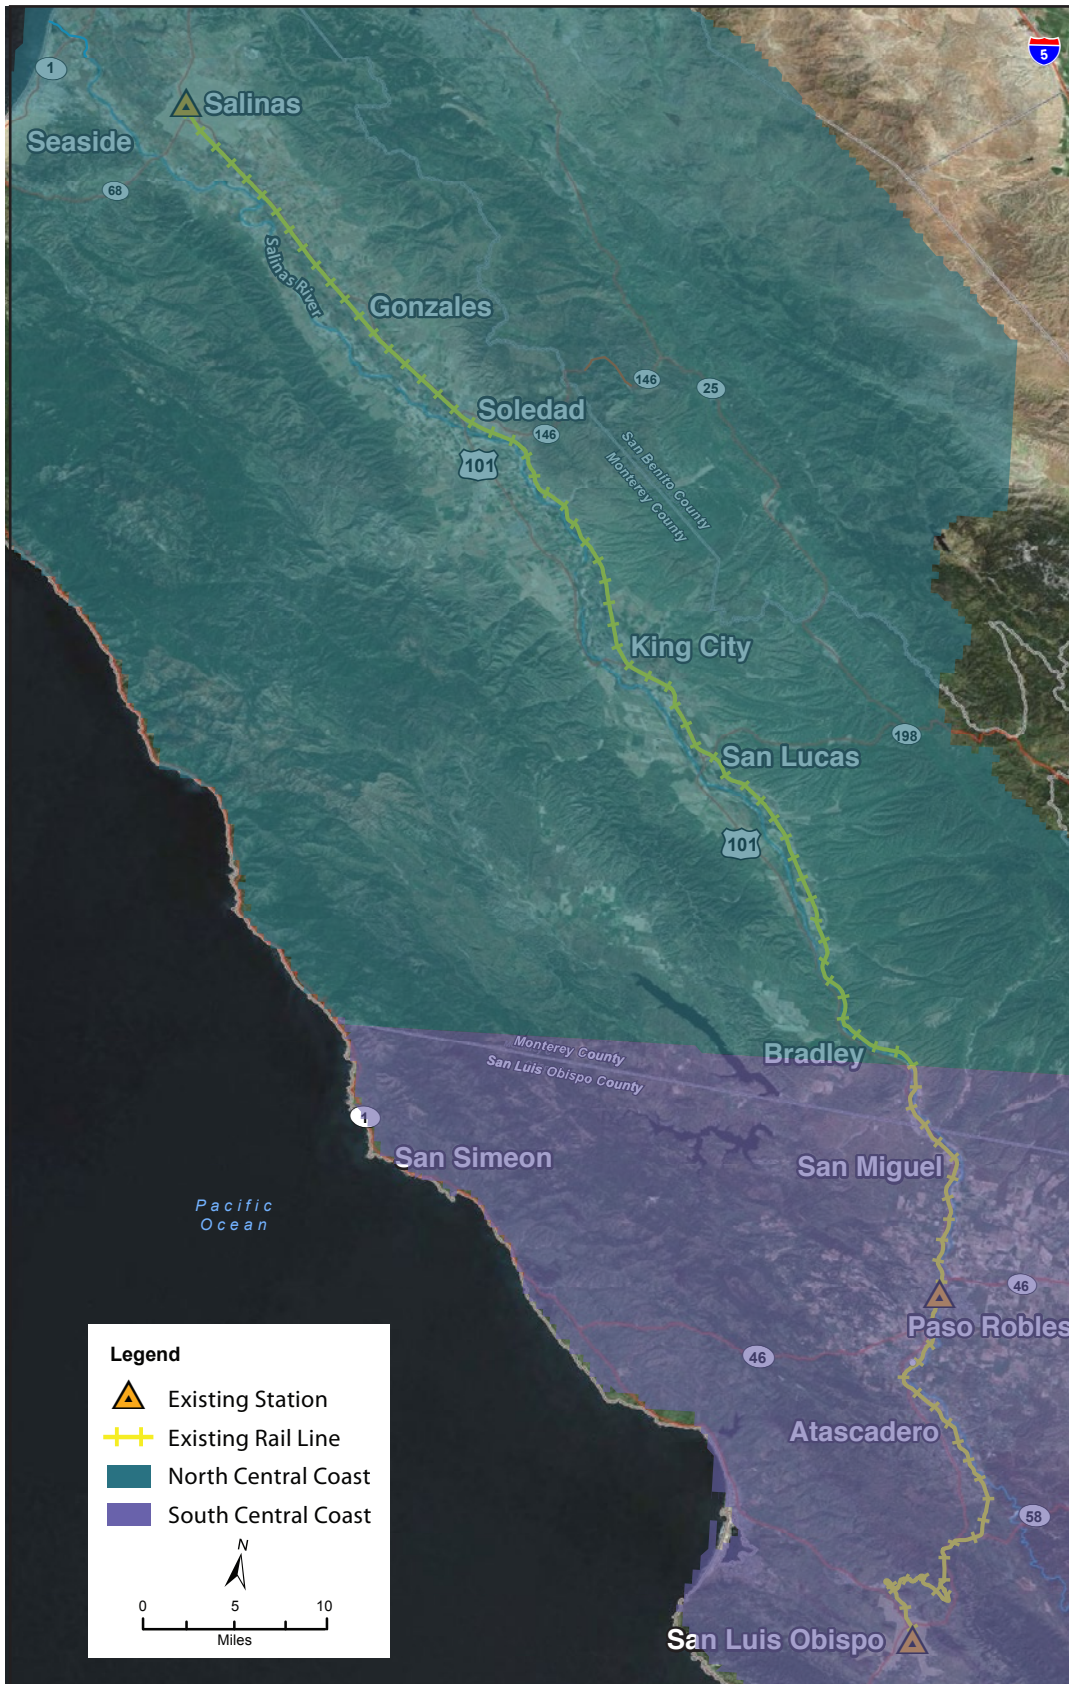 5
1
Salinas
Seaside
68
Salinas River
Gonzales
146
25
Soledad
146
101
San Benito County
Monterey County
King City
198
San Lucas
101
Monterey County
San Luis Obispo County
Bradley
1
San Simeon
San Miguel
Pacific
Ocean
46
Paso Robles
46
Atascadero
58
San Luis Obispo
Legend
Existing Station
Existing Rail Line
North Central Coast
South Central Coast
N
0 5 10
Miles